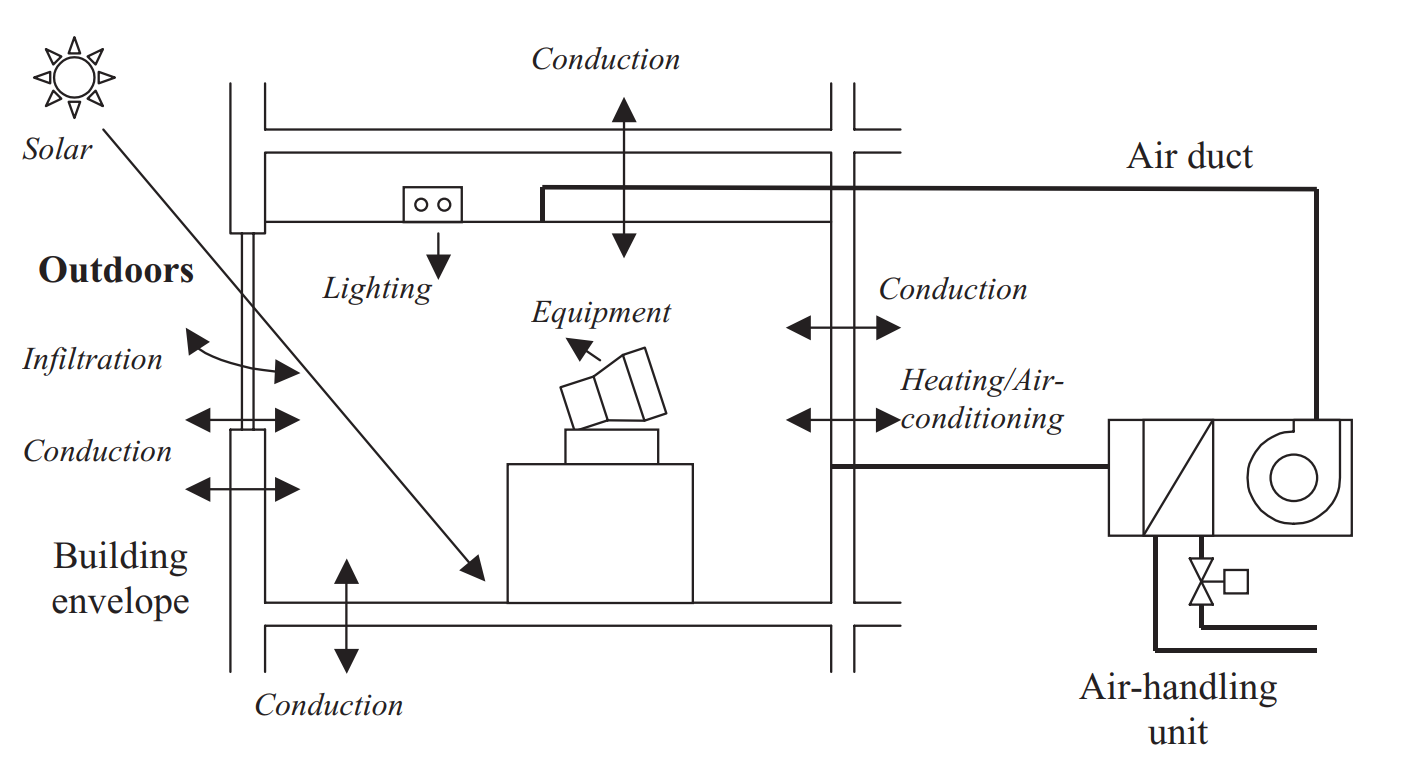 Conduction
Solar
Air duct
Outdoors
Lighting
Equipment
Conduction
Infiltration
Heating/Air-
conditioning
Conduction
Building
envelope
Conduction
Air-handling
unit